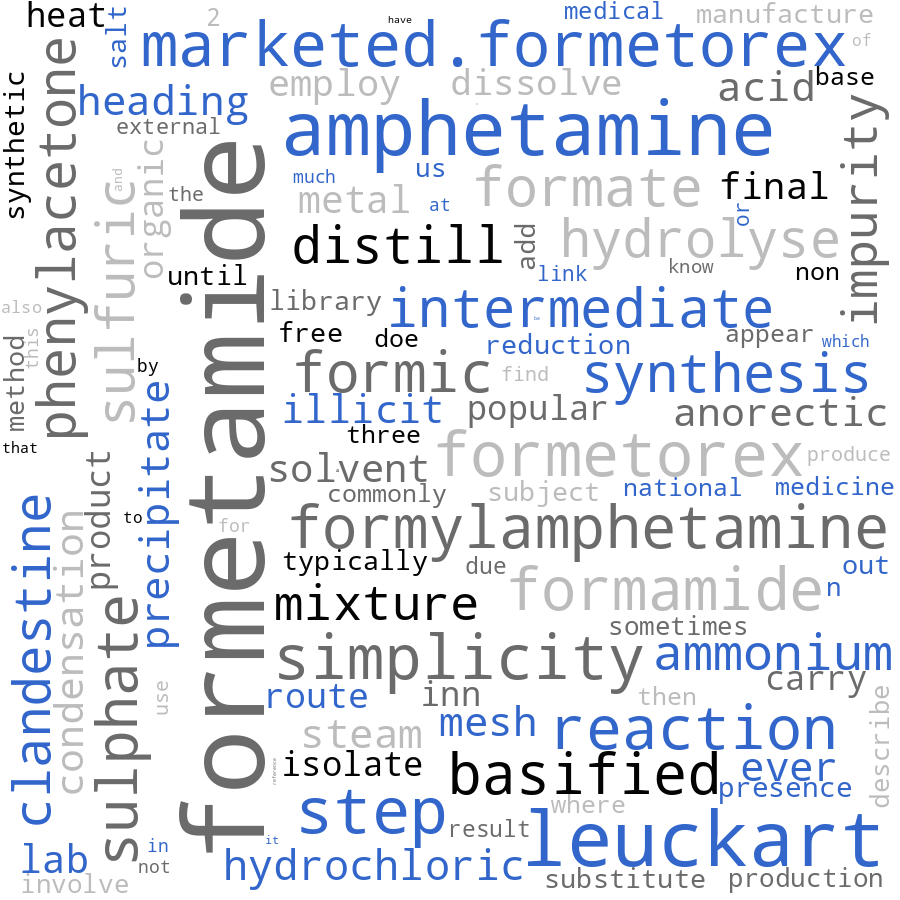 heat
salt
2
have
medical
manufacture
marketed.formetorex
of
synthetic
phenylacetone
heading
employ
dissolve
acid
base
external
amphetamine
impurity
us
and
organic
the
much
metal
at
formate
final
or
sulfuric
formetamide
distill
add
hydrolyse
until
link
know
non
also
library
intermediate
this
method
free
doe
reduction
appear
which
by
formic
find
synthesis
precipitate
illicit
popular
anorectic
that
three
formetorex
produce
solvent
product
commonly
subject
national
medicine
clandestine
condensation
to
for
formylamphetamine
typically
due
out
formamide
n
mixture
sulphate
sometimes
simplicity
ammonium
carry
use
route
inn
then
describe
steam
mesh
reaction
reference
isolate
basified
ever
presence
step
where
result
leuckart
it
lab
in
not
hydrochloric
involve
substitute
production